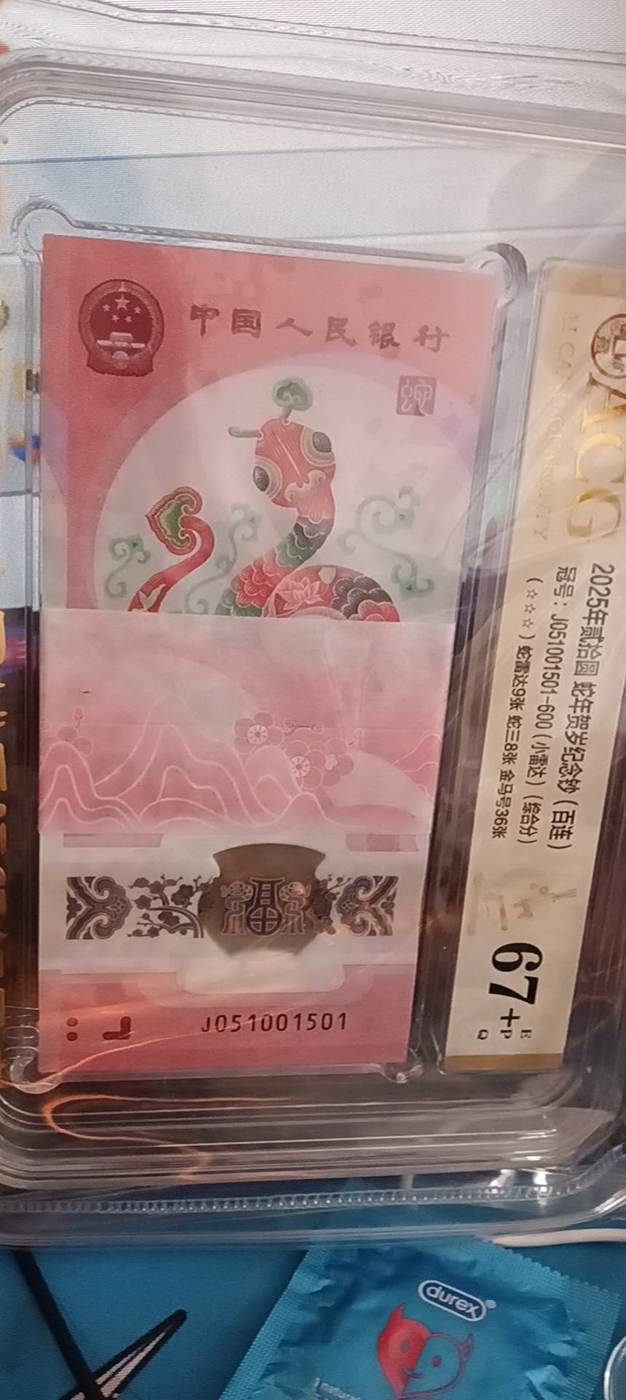 中国人民银行
蛇
J051001501
ACG
2025年贰拾圆 蛇年贺岁纪念钞（百连）
冠号：J051001501-600（小雷达）（综合分）
（☆☆☆）蛇雷达9张 蛇三8张 金马号36张
67+
E
P
Q
durex
natural